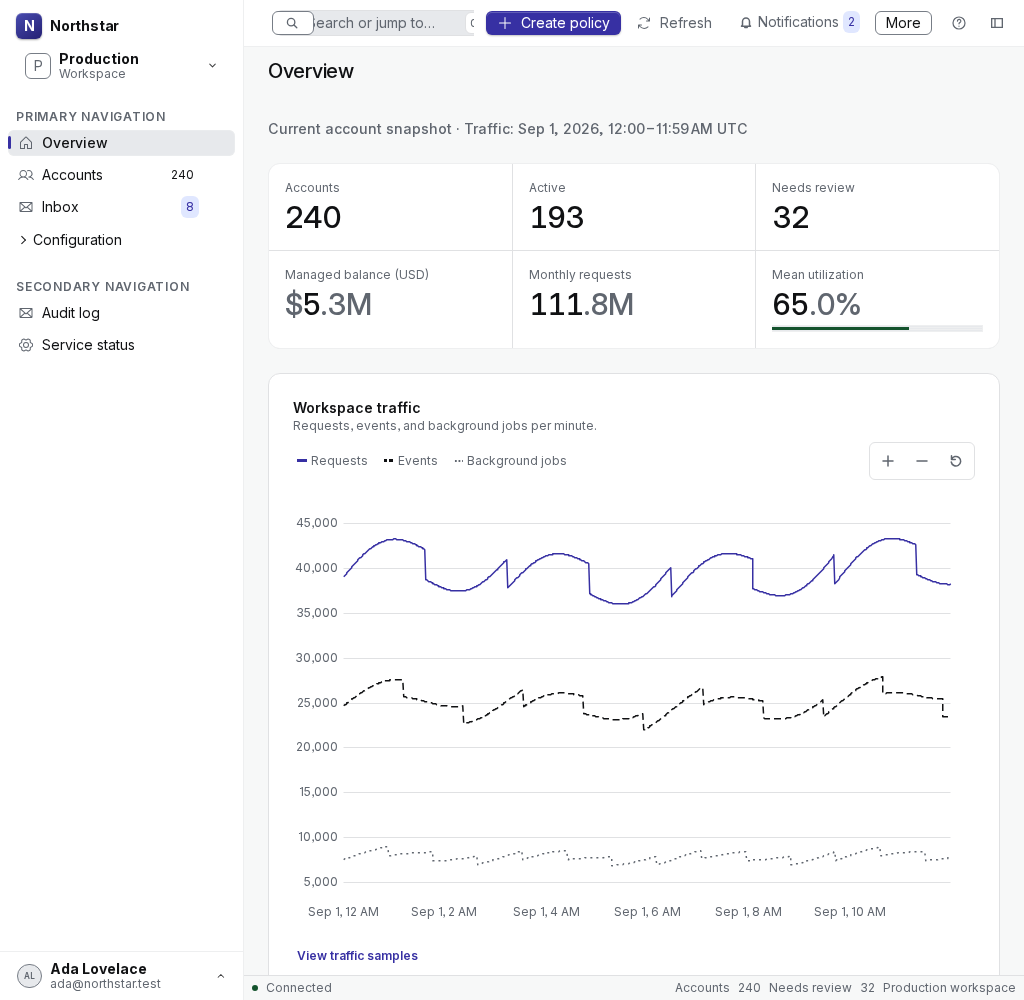 N Northstar
P Production
Workspace
PRIMARY NAVIGATION
Overview
Accounts 240
Inbox 8
Configuration
SECONDARY NAVIGATION
Audit log
Service status
AL Ada Lovelace
ada@northstar.test
Search or jump to…
Create policy
Refresh
Notifications 2
More
Overview
Current account snapshot · Traffic: Sep 1, 2026, 12:00–11:59 AM UTC
Accounts
240
Active
193
Needs review
32
Managed balance (USD)
$5.3M
Monthly requests
111.8M
Mean utilization
65.0%
Workspace traffic
Requests, events, and background jobs per minute.
Requests Events Background jobs
45,000
40,000
35,000
30,000
25,000
20,000
15,000
10,000
5,000
Sep 1, 12 AM Sep 1, 2 AM Sep 1, 4 AM Sep 1, 6 AM Sep 1, 8 AM Sep 1, 10 AM
View traffic samples
Connected
Accounts 240 Needs review 32 Production workspace